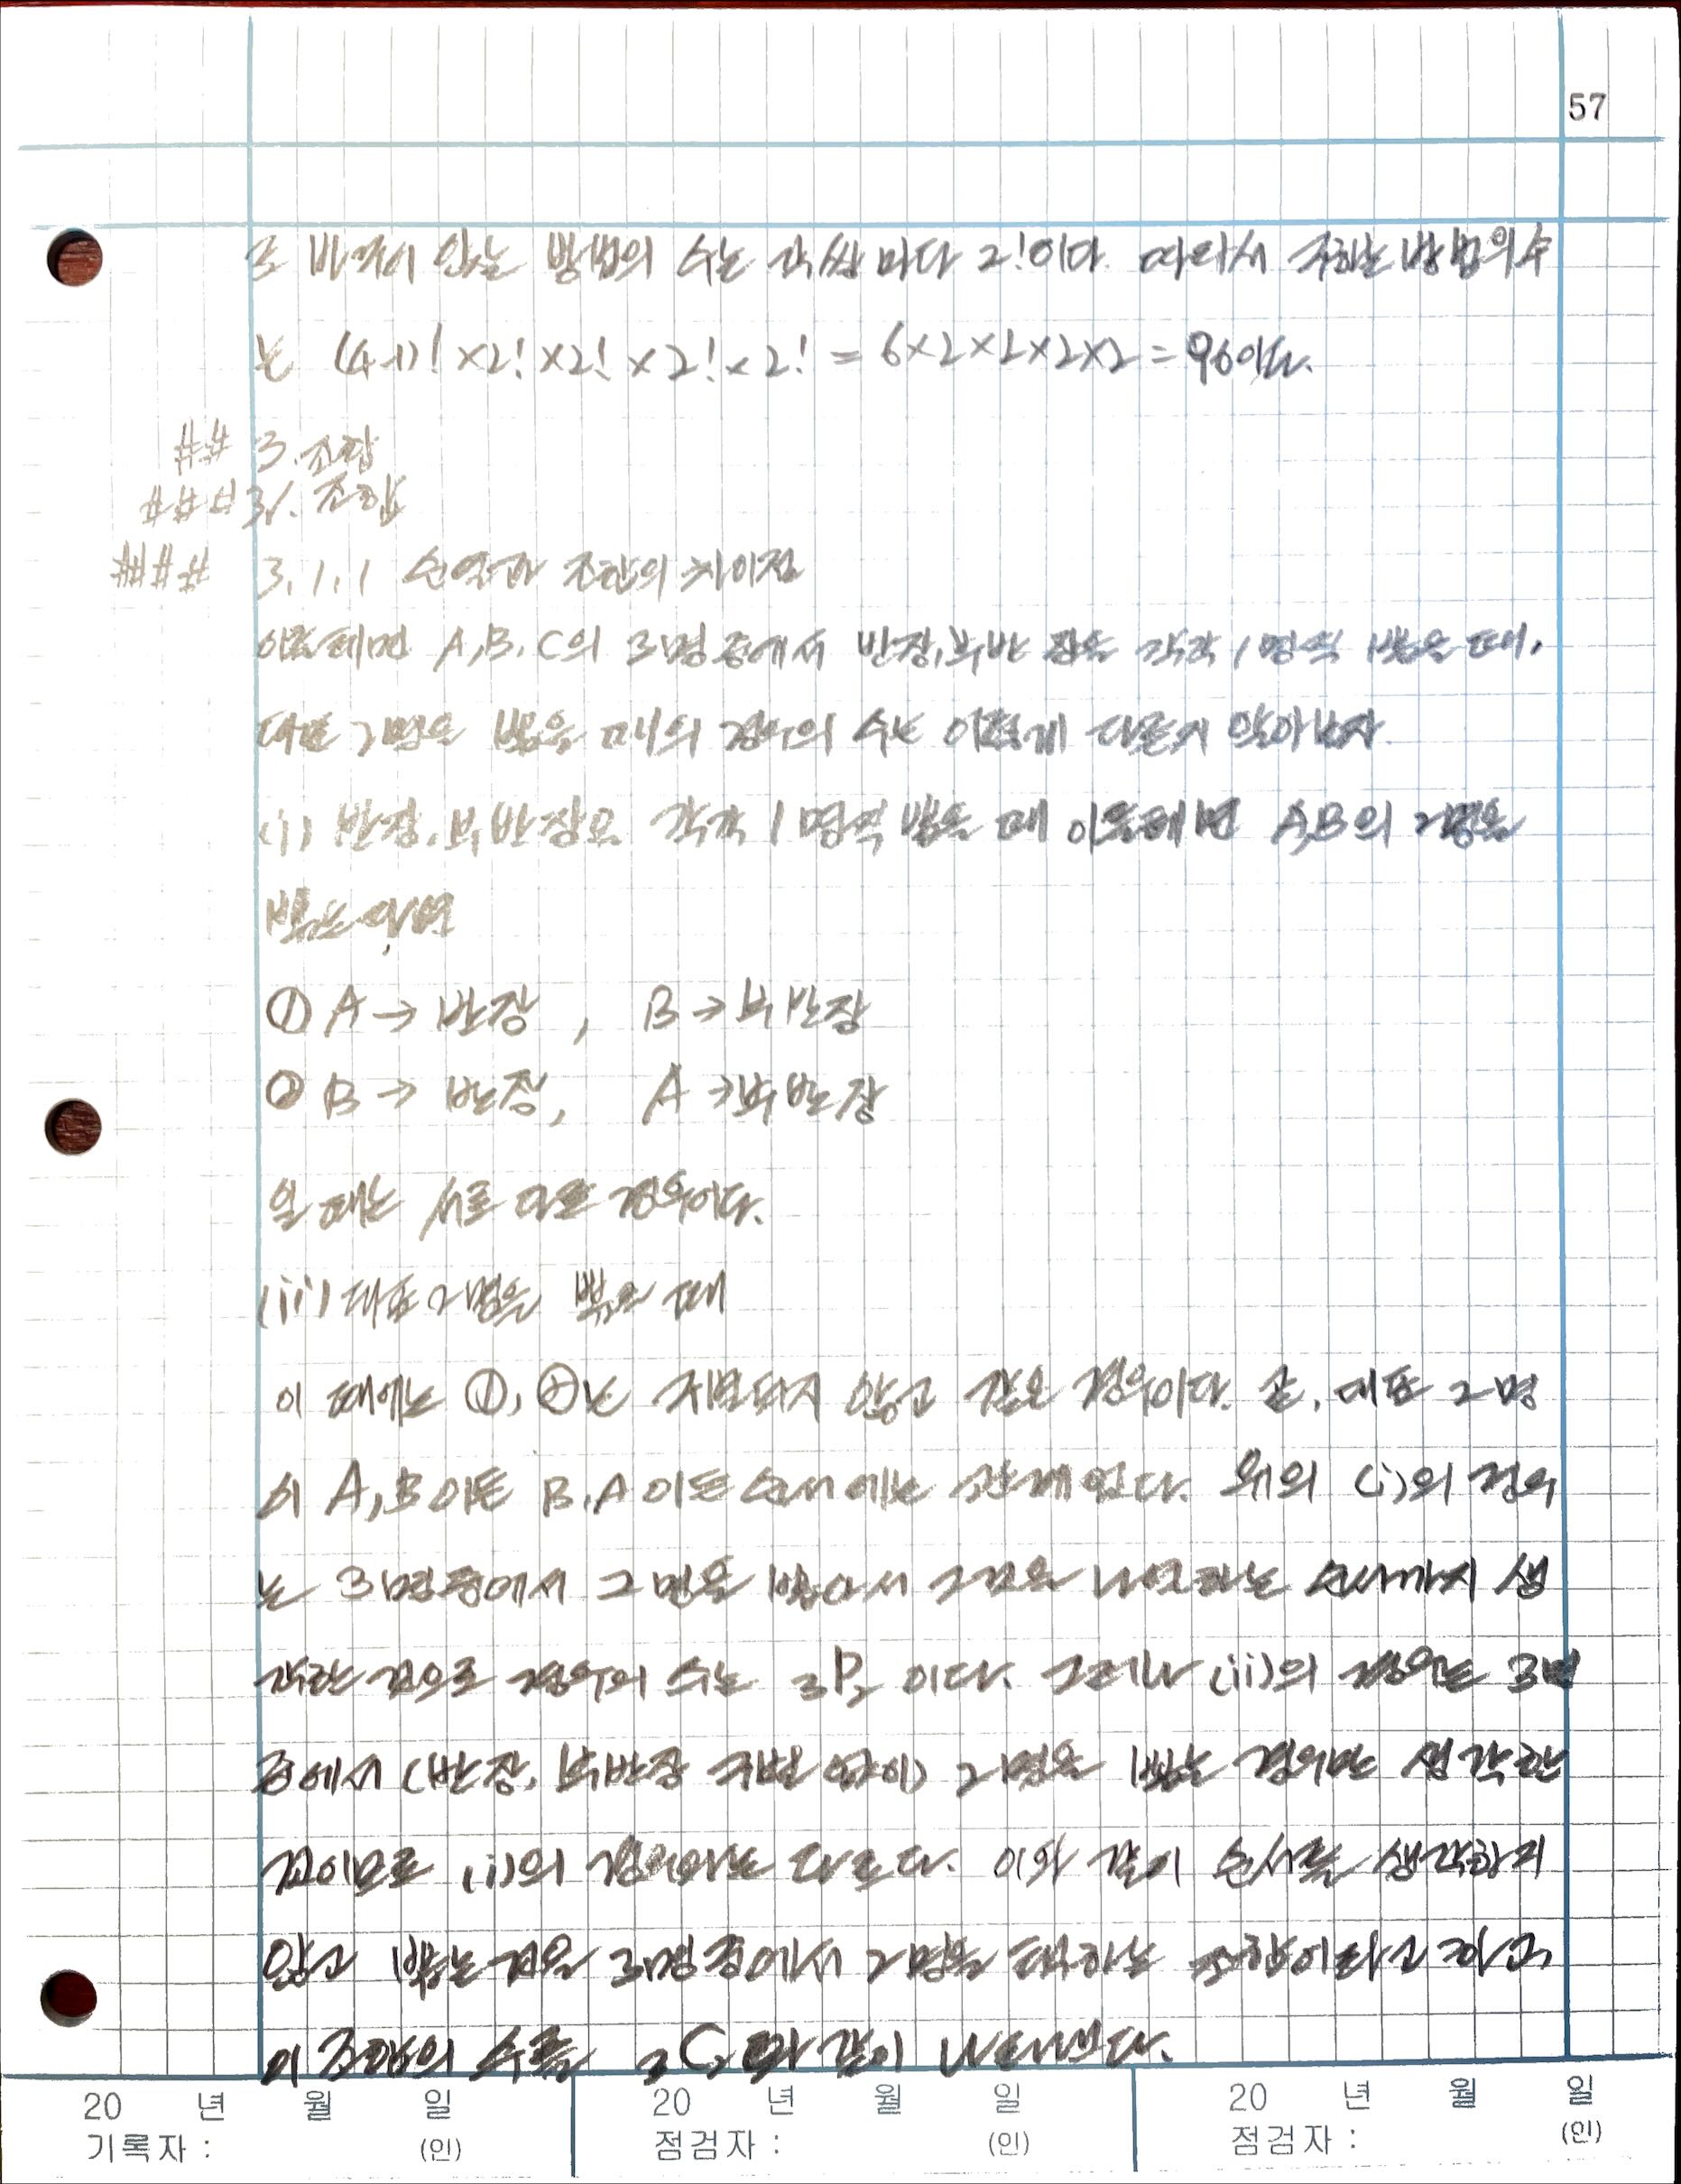 57
로 바꾸어 앉는 방법의 수는 각 쌍마다 2!이다. 따라서 구하는 방법의 수
는 (4-1)! ×2! ×2! × 2! × 2! = 6×2×2×2×2 = 96이다.
## 3. 조합
### 3.1. 조합
#### 3.1.1 순열과 조합의 차이점
이를테면 A, B, C의 3명 중에서 반장, 부반장을 각각 1명씩 뽑을 때,
대표 2명을 뽑을 때의 경우의 수는 어떻게 다른지 알아보자.
(i) 반장, 부반장으로 각각 1명씩 뽑을 때 이를테면 A,B의 2명을
뽑는다면,
① A → 반장 , B → 부반장
② B → 반장, A → 부반장
일 때는 서로 다른 경우이다.
(ii) 대표 2명을 뽑을 때
이 때에는 ①, ②는 구별되지 않고 같은 경우이다. 곧, 대표 2명
이 A, B이든 B, A이든 순서에는 관계없다. 위의 (i)의 경우
는 3명 중에서 2명을 뽑아서 그것을 나열하는 순서까지 생
각한 것으로 경우의 수는 ₃P₂ 이다. 그러나 (ii)의 경우는 3명
중에서 (반장, 부반장 구별 없이) 2명을 뽑는 경우만 생각한
것이므로 (i)의 경우와는 다르다. 이와 같이 순서를 생각하지
않고 뽑는 것을 3명 중에서 2명을 택하는 조합이라고 하고,
이 조합의 수를 ₃C₂와 같이 나타낸다.
20 년 월 일 20 년 월 일 20 년 월 일
기록자 : (인) 점검자 : (인) 점검자 : (인)